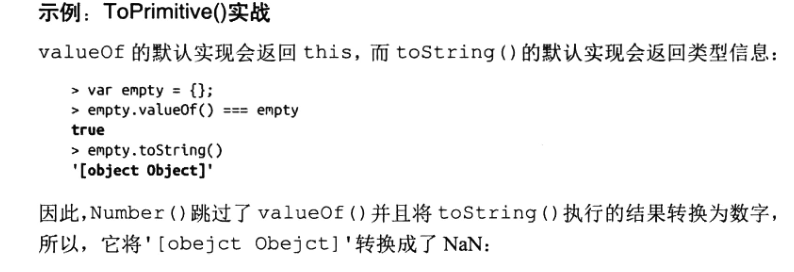 示例：ToPrimitive()实战
valueOf 的默认实现会返回 this，而 toString()的默认实现会返回类型信息：
> var empty = {};
> empty.valueOf() === empty
true
> empty.toString()
'[object Object]'
因此，Number()跳过了 valueOf()并且将 toString()执行的结果转换为数字，
所以，它将'[obejct Obejct]'转换成了 NaN：